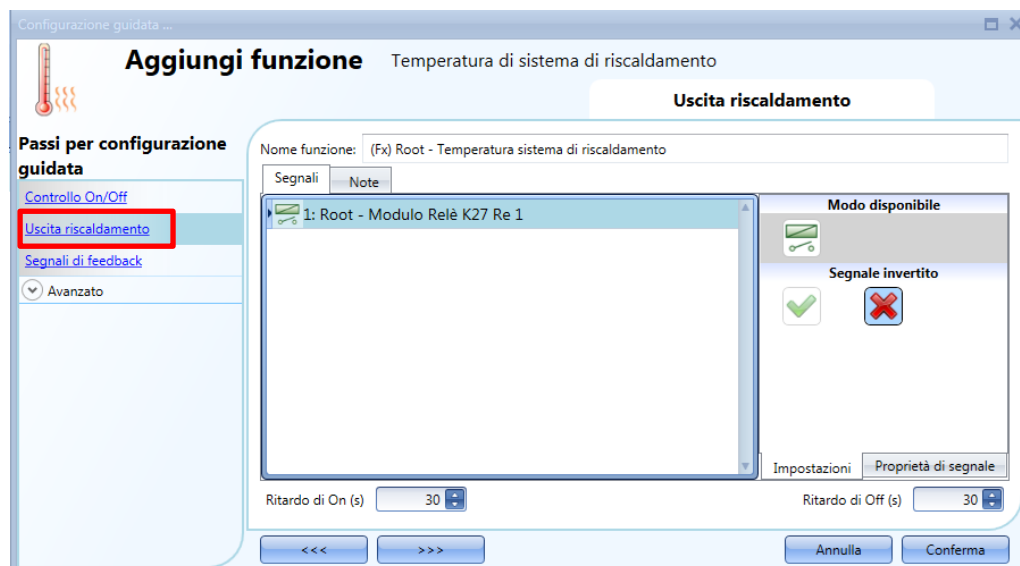 Configurazione guidata ...
Aggiungi funzione Temperatura di sistema di riscaldamento
Uscita riscaldamento
Passi per configurazione
guidata
Controllo On/Off
Uscita riscaldamento
Segnali di feedback
Avanzato
Nome funzione: (Fx) Root - Temperatura sistema di riscaldamento
Segnali Note
1: Root - Modulo Relè K27 Re 1
Modo disponibile
Segnale invertito
Impostazioni Proprietà di segnale
Ritardo di On (s) 30 Ritardo di Off (s) 30
<<< >>> Annulla Conferma